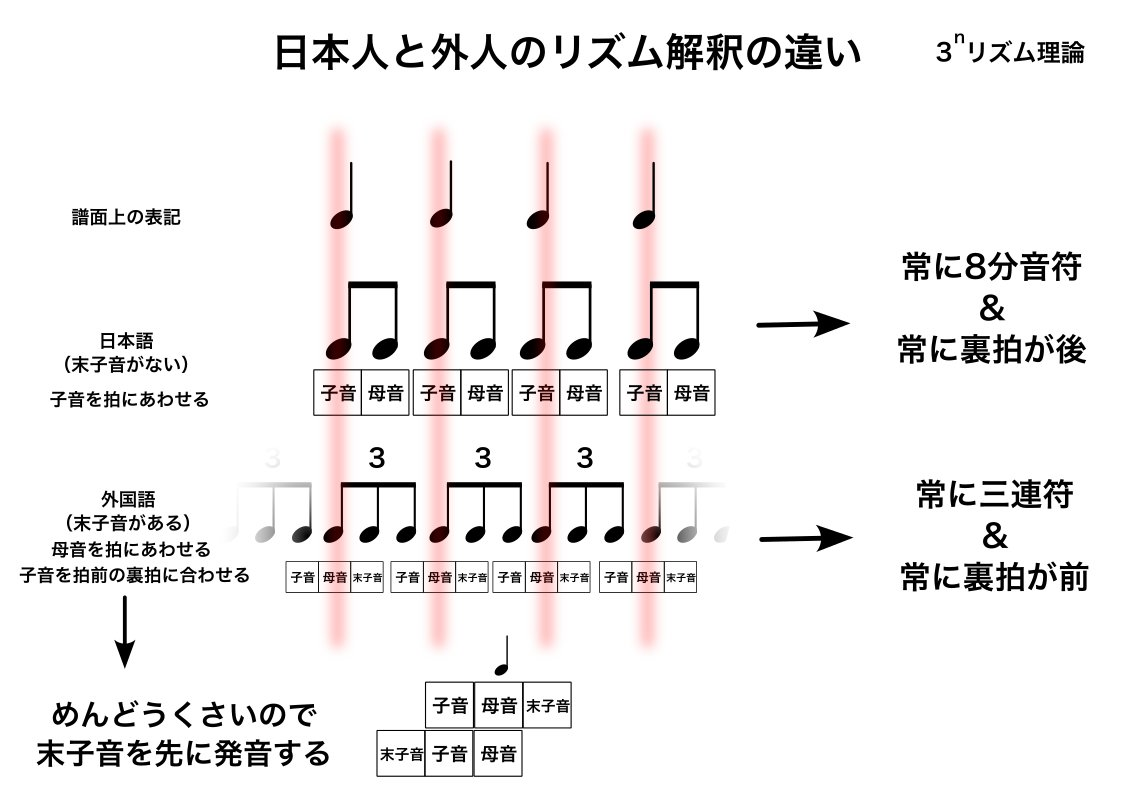 日本人と外人のリズム解釈の違い
3ⁿリズム理論
譜面上の表記
日本語
（末子音がない）
子音を拍にあわせる
子音 母音 子音 母音 子音 母音 子音 母音
常に8分音符
&
常に裏拍が後
3 3 3 3 3
外国語
（末子音がある）
母音を拍にあわせる
子音を拍前の裏拍に合わせる
子音 母音 末子音 子音 母音 末子音 子音 母音 末子音 子音 母音 末子音
常に三連符
&
常に裏拍が前
めんどうくさいので
末子音を先に発音する
子音 母音 末子音
末子音 子音 母音